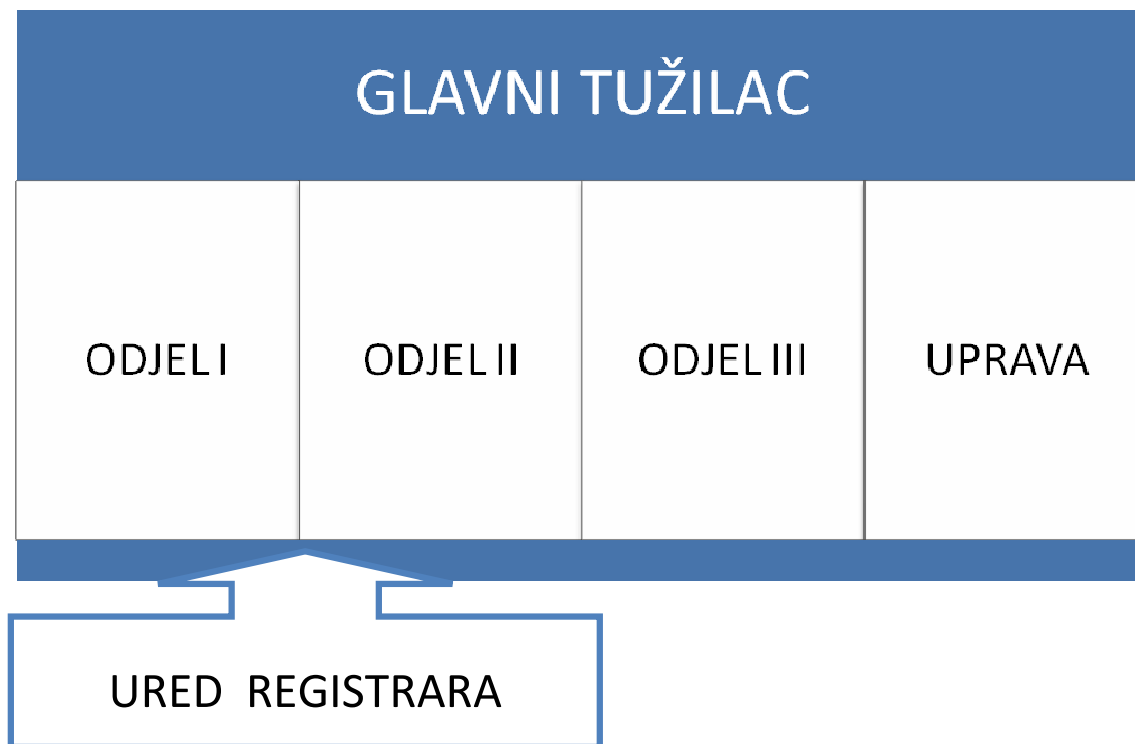 GLAVNI TUŽILAC
ODJEL I
ODJEL II
ODJEL III
UPRAVA
URED REGISTRARA